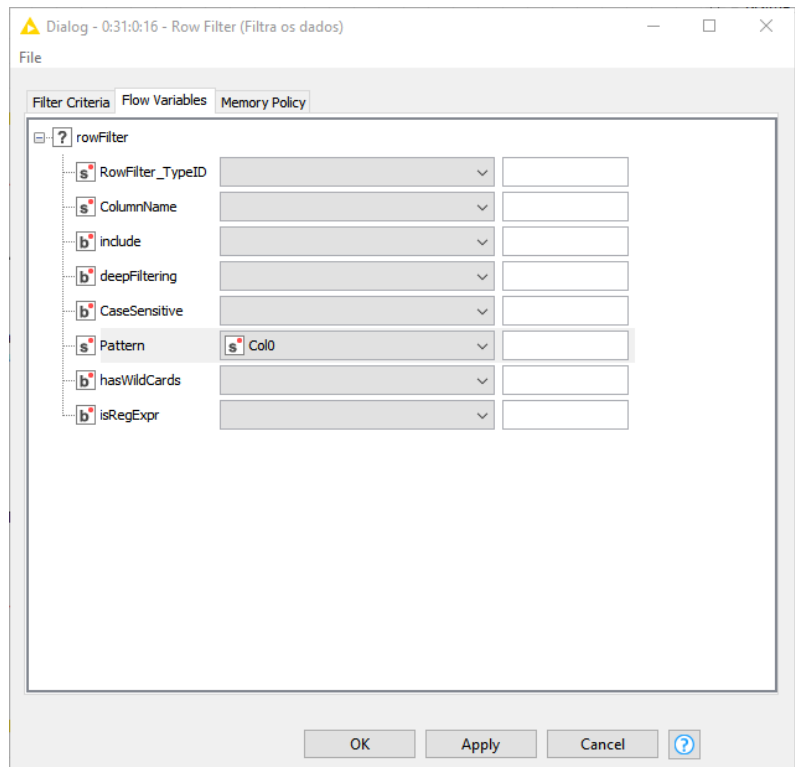 Dialog - 0:31:0:16 - Row Filter (Filtra os dados)
File
Filter Criteria Flow Variables Memory Policy
? rowFilter
s RowFilter_TypeID
s ColumnName
b include
b deepFiltering
b CaseSensitive
s Pattern s Col0
b hasWildCards
b isRegExpr
OK Apply Cancel ?